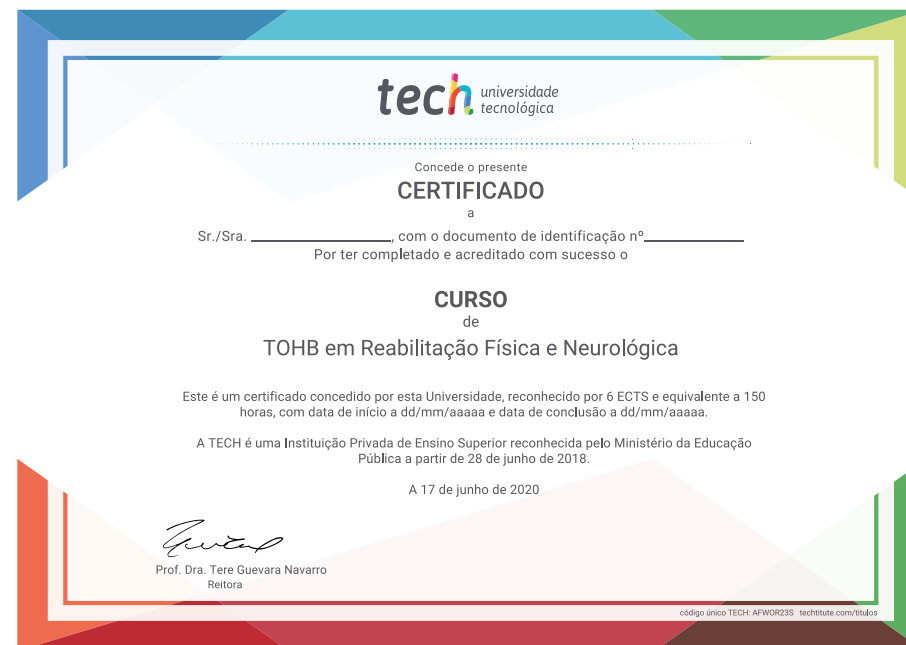 tech universidade
tecnológica
Concede o presente
CERTIFICADO
a
Sr./Sra. ____________, com o documento de identificação nº____________
Por ter completado e acreditado com sucesso o
CURSO
de
TOHB em Reabilitação Física e Neurológica
Este é um certificado concedido por esta Universidade, reconhecido por 6 ECTS e equivalente a 150
horas, com data de início a dd/mm/aaaaa e data de conclusão a dd/mm/aaaaa.
A TECH é uma Instituição Privada de Ensino Superior reconhecida pelo Ministério da Educação
Pública a partir de 28 de junho de 2018.
A 17 de junho de 2020
Prof. Dra. Tere Guevara Navarro
Reitora
código único TECH: AFWOR23S techtitute.com/titulos